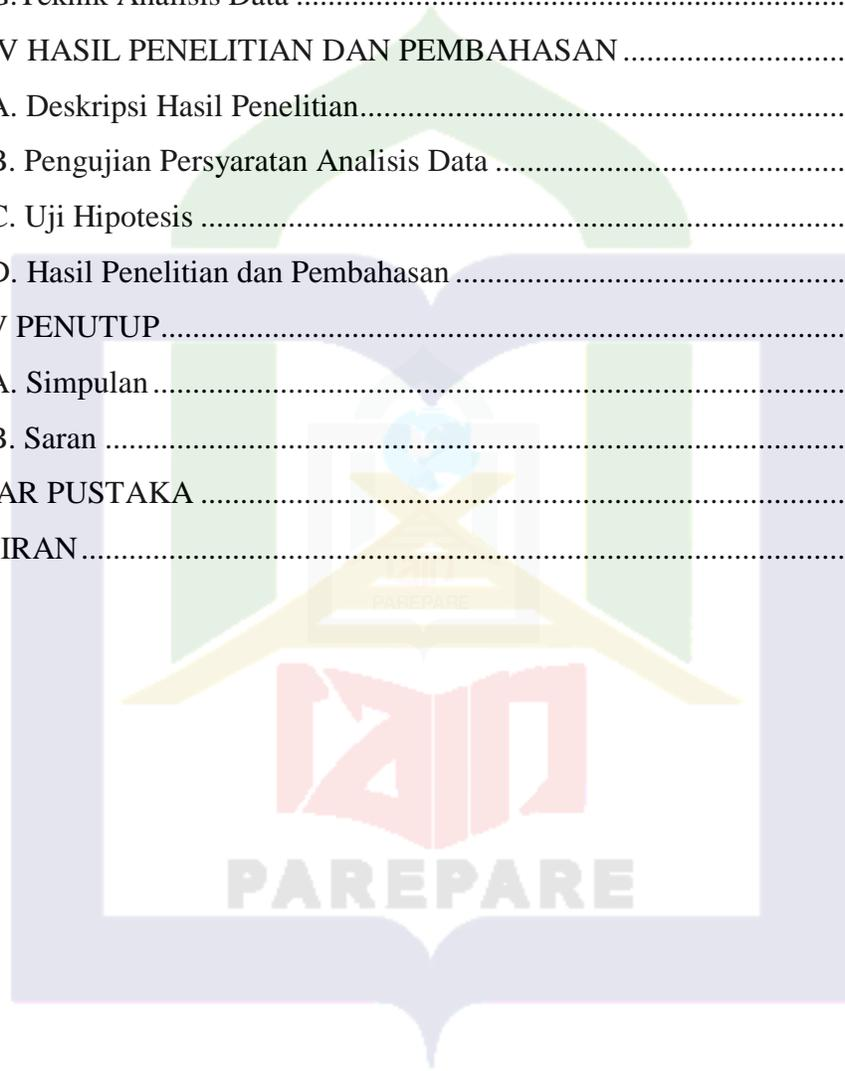 Teknik Analisis Data ........................................................
V HASIL PENELITIAN DAN PEMBAHASAN ............................
A. Deskripsi Hasil Penelitian............................................................
B. Pengujian Persyaratan Analisis Data ............................................
C. Uji Hipotesis ................................................................................
D. Hasil Penelitian dan Pembahasan .................................................
V PENUTUP.....................................................................................
A. Simpulan ......................................................................................
B. Saran ............................................................................................
AR PUSTAKA ................................................................................
IRAN ...............................................................................................
PAREPARE
iain
PAREPARE